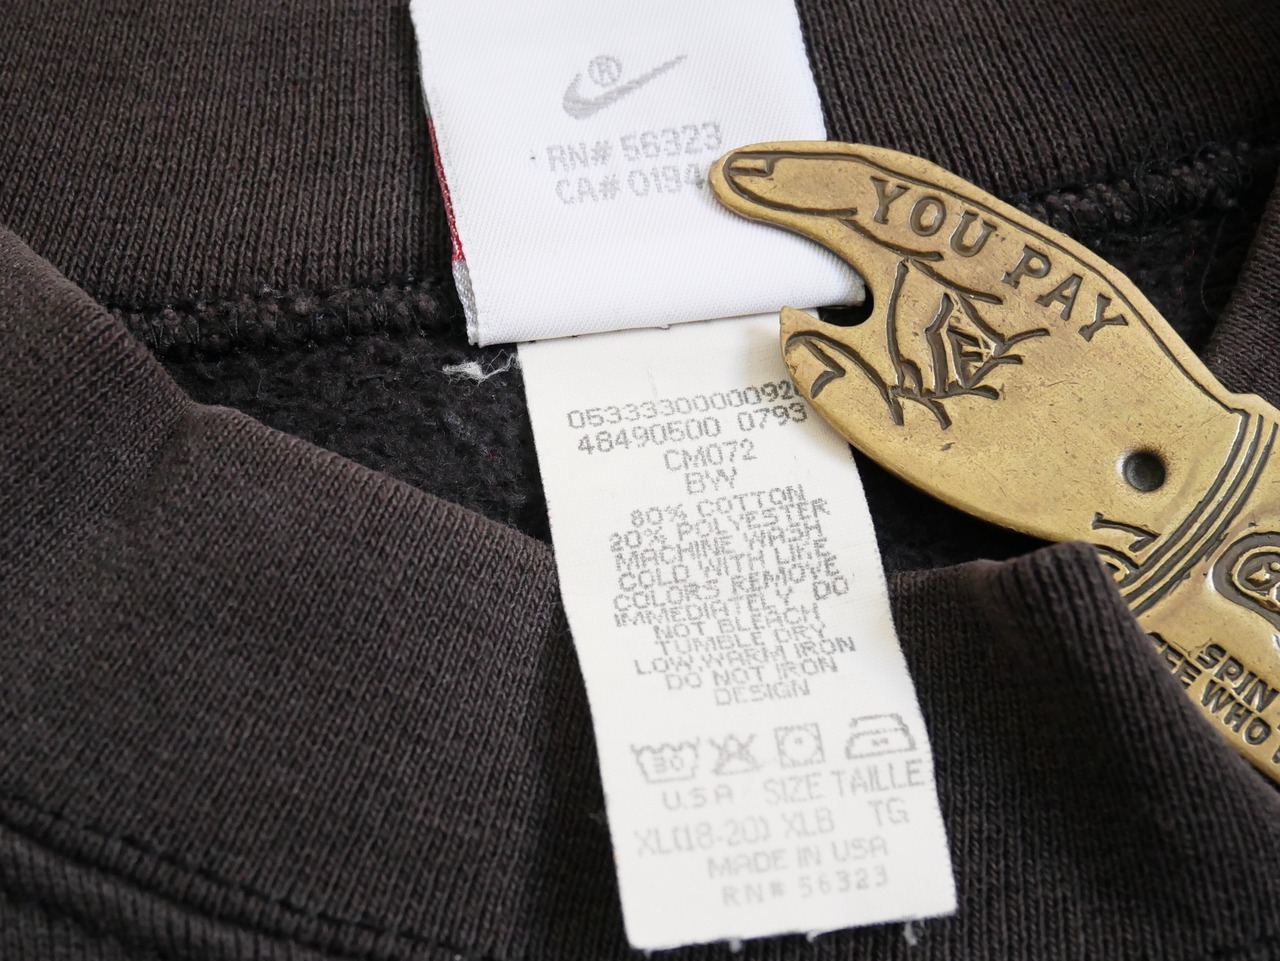 ®
RN# 56323
CA# 0194
053333000009
48490500 0793
CM072
BYY
80% COTTON
20% POLYESTER
MACHINE WASH
COLD WITH LIKE
COLORS REMOVE
IMMEDIATELY DO
NOT BLEACH
TUMBLE DRY
LOW,WARM IRON
DO NOT IRON
DESIGN
30
U.S.A SIZE TAILLE
XL(18-20) XLB TG
MADE IN USA
RN# 56323
YOU PAY
SPIN
WHO